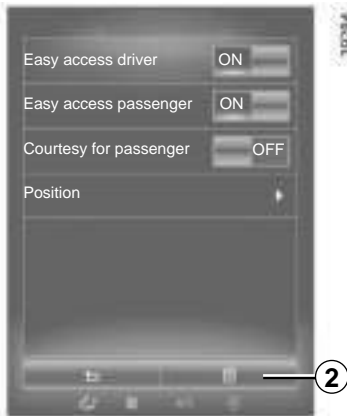 Easy access driver ON
Easy access passenger ON
Courtesy for passenger OFF
Position
2